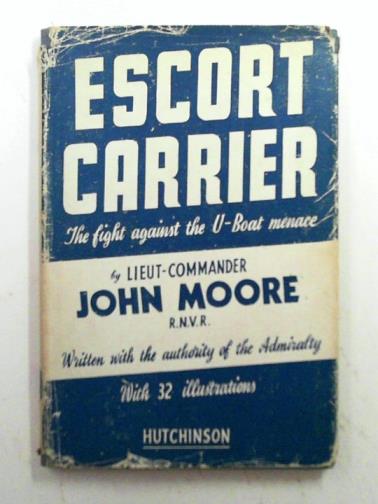 ESCORT
CARRIER
The fight against the U-Boat menace
by LIEUT-COMMANDER
JOHN MOORE
R.N.V.R.
Written with the authority of the Admiralty
With 32 illustrations
HUTCHINSON